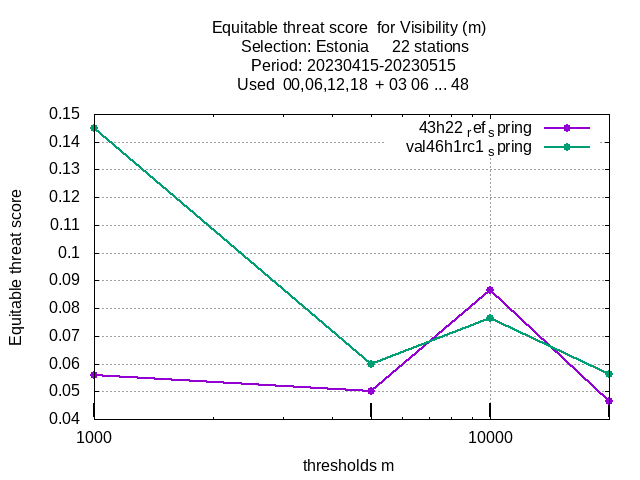 Equitable threat score for Visibility (m)
Selection: Estonia 22 stations
Period: 20230415-20230515
Used 00,06,12,18 + 03 06 ... 48
43h22 ref spring
val46h1rc1 spring
0.15
0.14
0.13
0.12
0.11
0.1
0.09
0.08
0.07
0.06
0.05
0.04
Equitable threat score
1000
10000
thresholds m